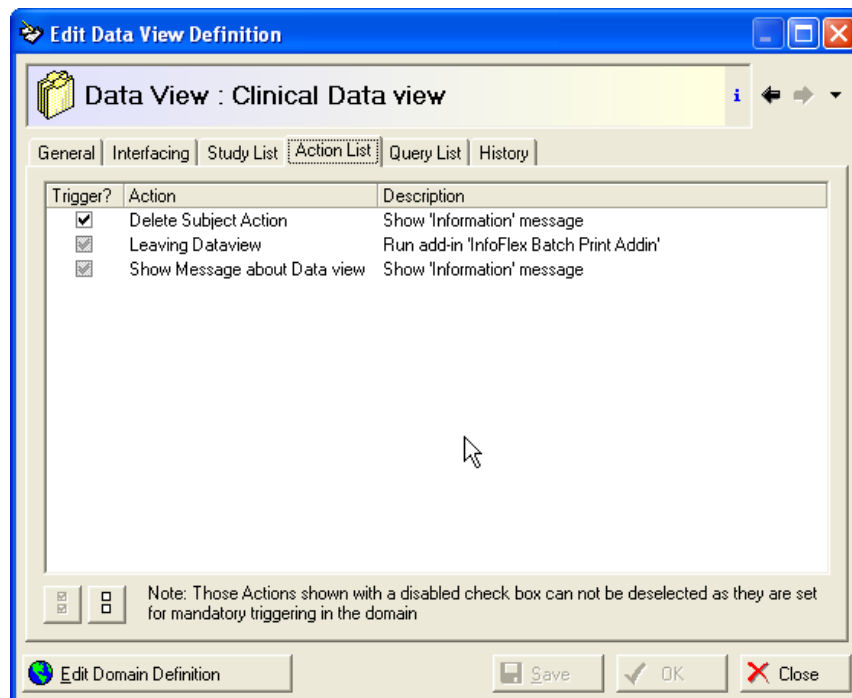 Edit Data View Definition
Data View : Clinical Data view
i
General Interfacing Study List Action List Query List History
Trigger? Action Description
Delete Subject Action Show 'Information' message
Leaving Dataview Run add-in 'InfoFlex Batch Print Addin'
Show Message about Data view Show 'Information' message
Note: Those Actions shown with a disabled check box can not be deselected as they are set
for mandatory triggering in the domain
Edit Domain Definition Save OK Close